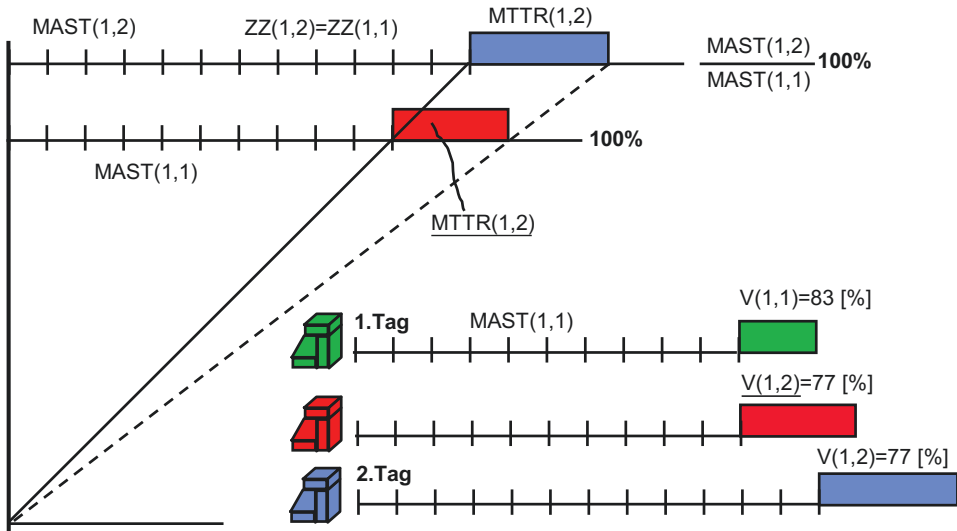 MAST(1,2) ZZ(1,2)=ZZ(1,1) MTTR(1,2)
MAST(1,2)
MAST(1,1)
100%
100%
MAST(1,1)
MTTR(1,2)
V(1,1)=83 [%]
1.Tag MAST(1,1)
V(1,2)=77 [%]
V(1,2)=77 [%]
2.Tag